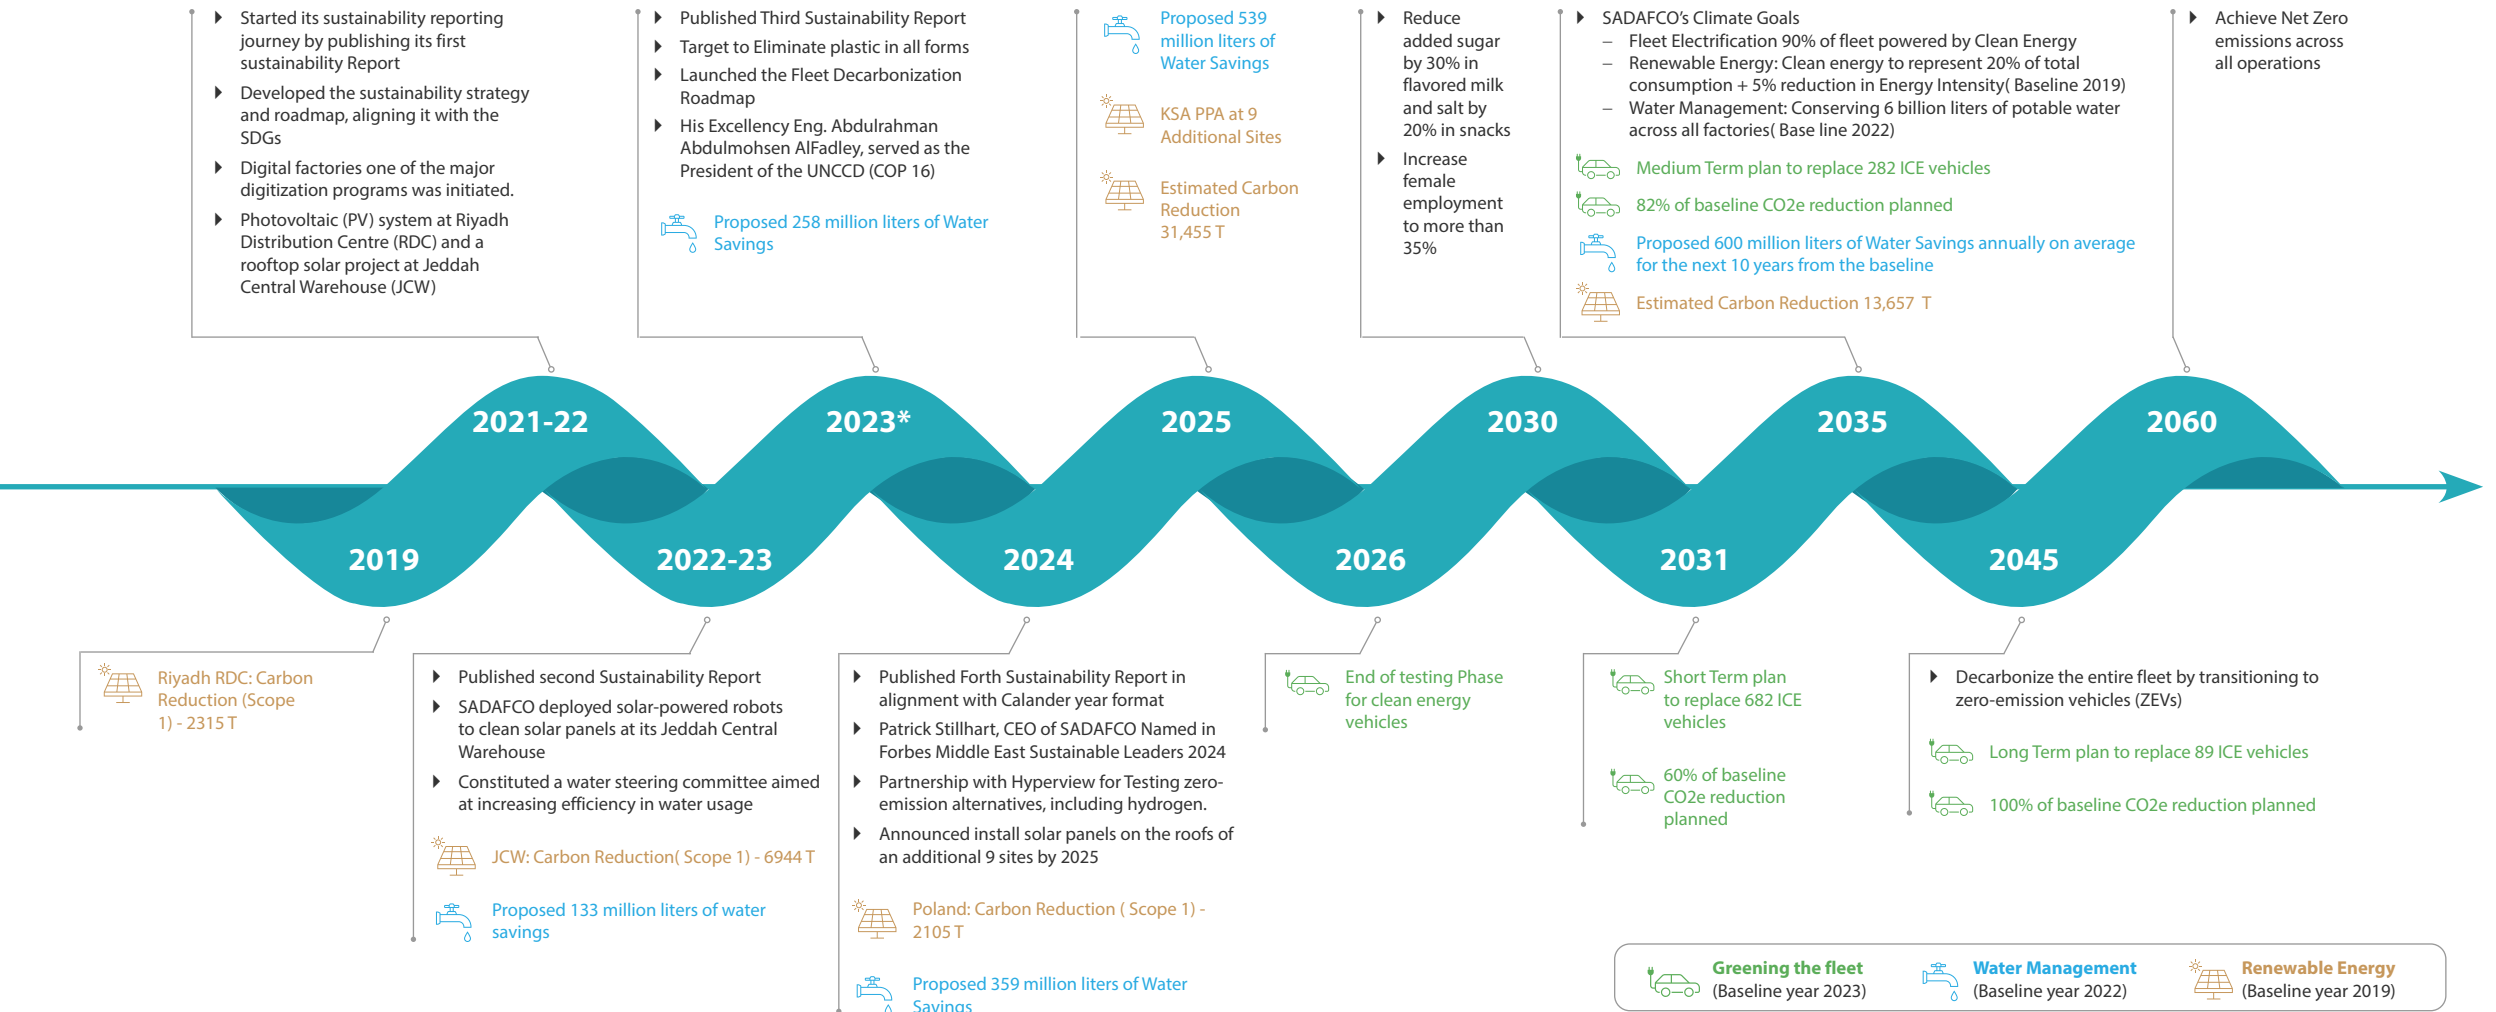 Started its sustainability reporting
journey by publishing its first
sustainability Report
Developed the sustainability strategy
and roadmap, aligning it with the
SDGs
Digital factories one of the major
digitization programs was initiated.
Photovoltaic (PV) system at Riyadh
Distribution Centre (RDC) and a
rooftop solar project at Jeddah
Central Warehouse (JCW)
Published Third Sustainability Report
Target to Eliminate plastic in all forms
Launched the Fleet Decarbonization
Roadmap
His Excellency Eng. Abdulrahman
Abdulmohsen AlFadley, served as the
President of the UNCCD (COP 16)
Proposed 258 million liters of Water
Savings
Proposed 539
million liters of
Water Savings
KSA PPA at 9
Additional Sites
Estimated Carbon
Reduction
31,455 T
Reduce
added sugar
by 30% in
flavored milk
and salt by
20% in snacks
Increase
female
employment
to more than
35%
SADAFCO's Climate Goals
– Fleet Electrification 90% of fleet powered by Clean Energy
– Renewable Energy: Clean energy to represent 20% of total
consumption + 5% reduction in Energy Intensity( Baseline 2019)
– Water Management: Conserving 6 billion liters of potable water
across all factories( Base line 2022)
Medium Term plan to replace 282 ICE vehicles
82% of baseline CO2e reduction planned
Proposed 600 million liters of Water Savings annually on average
for the next 10 years from the baseline
Estimated Carbon Reduction 13,657 T
Achieve Net Zero
emissions across
all operations
2021-22
2023*
2025
2030
2035
2060
2019
2022-23
2024
2026
2031
2045
Riyadh RDC: Carbon
Reduction (Scope
1) - 2315 T
Published second Sustainability Report
SADAFCO deployed solar-powered robots
to clean solar panels at its Jeddah Central
Warehouse
Constituted a water steering committee aimed
at increasing efficiency in water usage
JCW: Carbon Reduction( Scope 1) - 6944 T
Proposed 133 million liters of water
savings
Published Forth Sustainability Report in
alignment with Calander year format
Patrick Stillhart, CEO of SADAFCO Named in
Forbes Middle East Sustainable Leaders 2024
Partnership with Hyperview for Testing zero-
emission alternatives, including hydrogen.
Announced install solar panels on the roofs of
an additional 9 sites by 2025
Poland: Carbon Reduction ( Scope 1) -
2105 T
Proposed 359 million liters of Water
Savings
End of testing Phase
for clean energy
vehicles
Short Term plan
to replace 682 ICE
vehicles
60% of baseline
CO2e reduction
planned
Decarbonize the entire fleet by transitioning to
zero-emission vehicles (ZEVs)
Long Term plan to replace 89 ICE vehicles
100% of baseline CO2e reduction planned
Greening the fleet
(Baseline year 2023)
Water Management
(Baseline year 2022)
Renewable Energy
(Baseline year 2019)